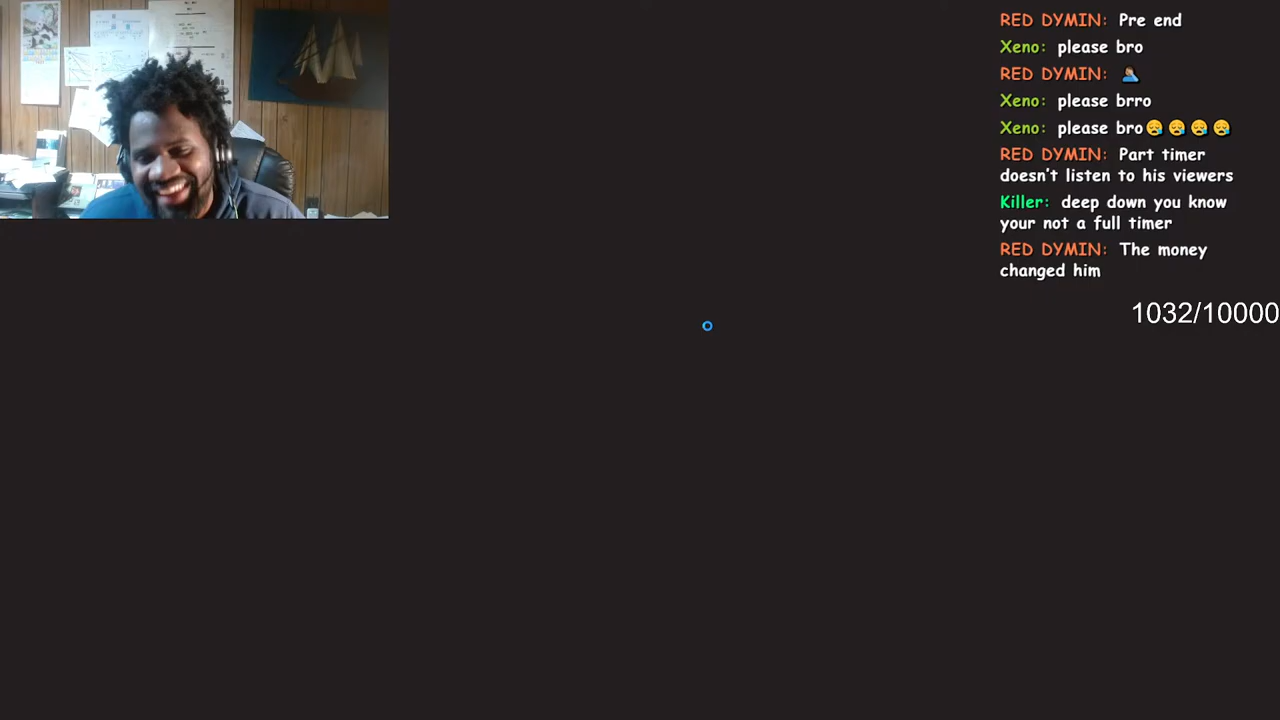 RED DYMIN: Pre end
Xeno: please bro
RED DYMIN: 🤦🏽‍♂️
Xeno: please brro
Xeno: please bro😪😪😪😪
RED DYMIN: Part timer
doesn't listen to his viewers
Killer: deep down you know
your not a full timer
RED DYMIN: The money
changed him
1032/10000